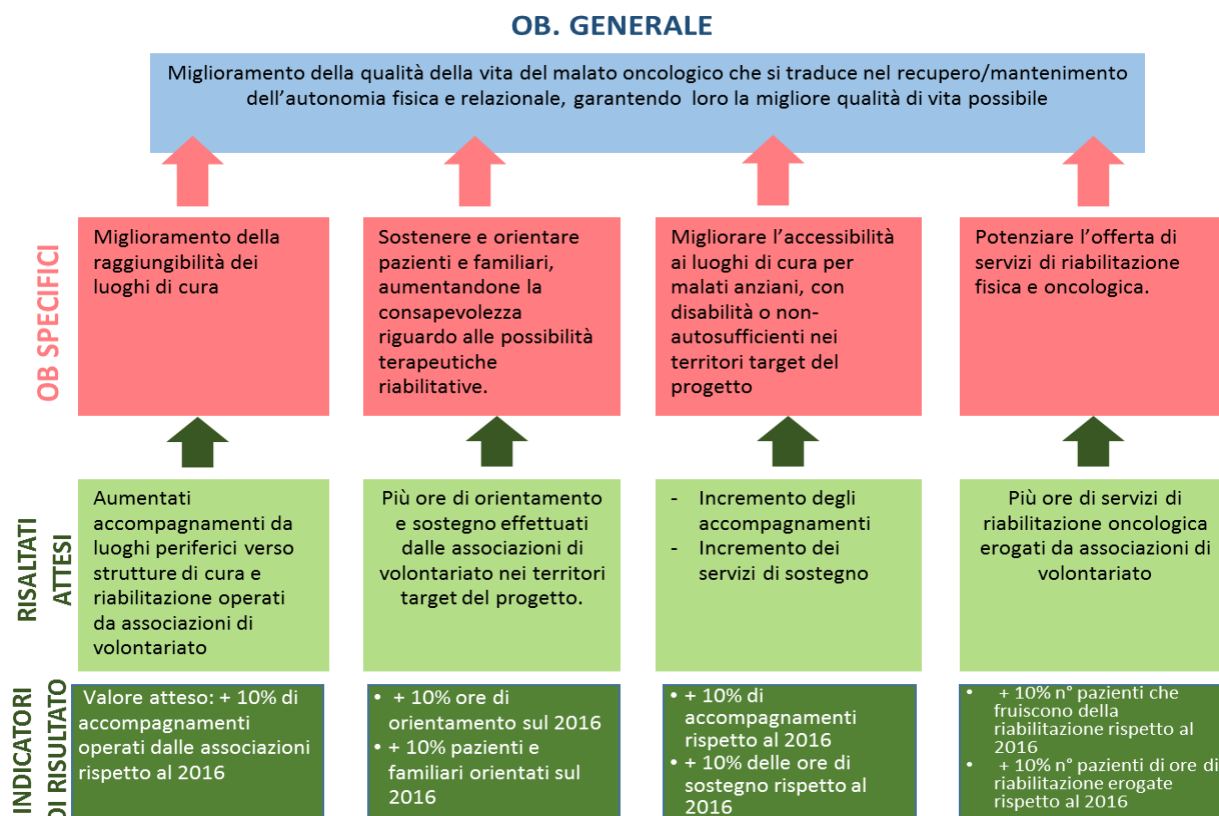 OB. GENERALE
Miglioramento della qualità della vita del malato oncologico che si traduce nel recupero/mantenimento
dell'autonomia fisica e relazionale, garantendo loro la migliore qualità di vita possibile
OB SPECIFICI
Miglioramento della
raggiungibilità dei
luoghi di cura
Sostenere e orientare
pazienti e familiari,
aumentandone la
consapevolezza
riguardo alle possibilità
terapeutiche
riabilitative.
Migliorare l'accessibilità
ai luoghi di cura per
malati anziani, con
disabilità o non-
autosufficienti nei
territori target del
progetto
Potenziare l'offerta di
servizi di riabilitazione
fisica e oncologica.
RISALTATI
ATTESI
Aumentati
accompagnamenti da
luoghi periferici verso
strutture di cura e
riabilitazione operati
da associazioni di
volontariato
Più ore di orientamento
e sostegno effettuati
dalle associazioni di
volontariato nei territori
target del progetto.
- Incremento degli
accompagnamenti
- Incremento dei
servizi di sostegno
Più ore di servizi di
riabilitazione oncologica
erogati da associazioni di
volontariato
INDICATORI
DI RISULTATO
Valore atteso: + 10% di
accompagnamenti
operati dalle associazioni
rispetto al 2016
• + 10% ore di
orientamento sul 2016
• + 10% pazienti e
familiari orientati sul
2016
• + 10% di
accompagnamenti
rispetto al 2016
• + 10% delle ore di
sostegno rispetto al
2016
• + 10% n° pazienti che
fruiscono della
riabilitazione rispetto al
2016
• + 10% n° pazienti di ore di
riabilitazione erogate
rispetto al 2016